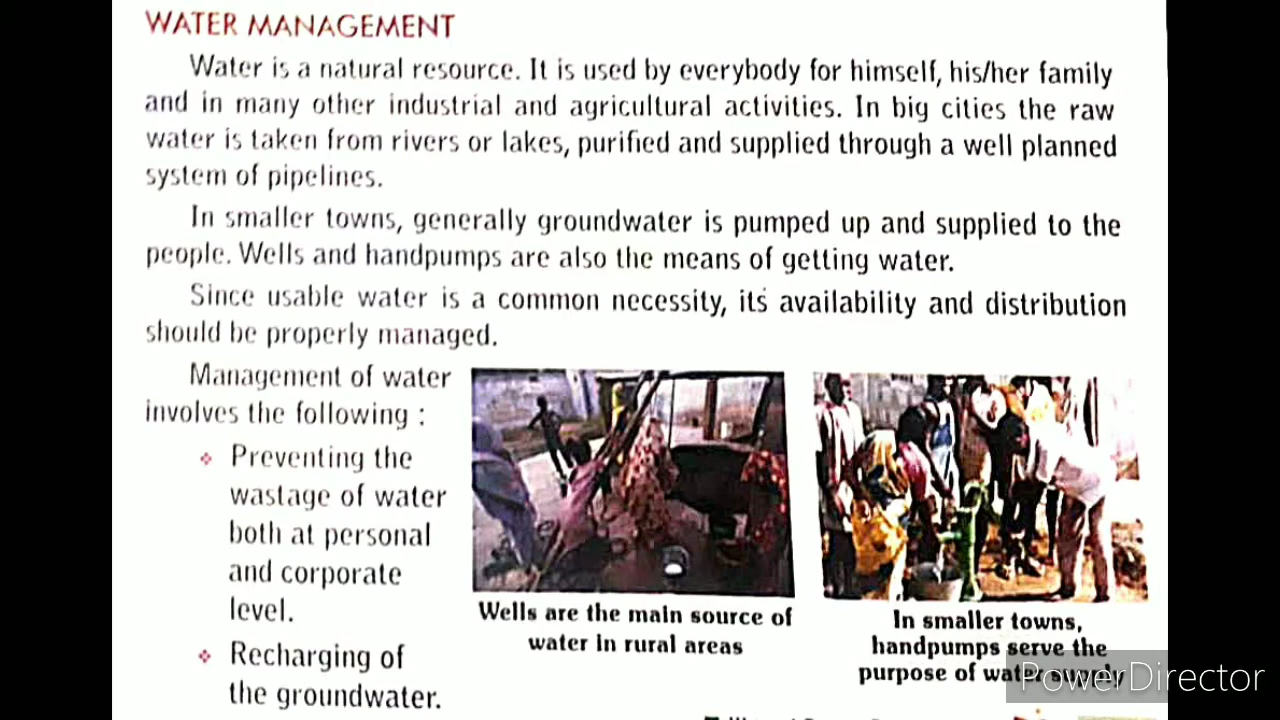 WATER MANAGEMENT
Water is a natural resource. It is used by everybody for himself, his/her family
and in many other industrial and agricultural activities. In big cities the raw
water is taken from rivers or lakes, purified and supplied through a well planned
system of pipelines.
In smaller towns, generally groundwater is pumped up and supplied to the
people. Wells and handpumps are also the means of getting water.
Since usable water is a common necessity, its availability and distribution
should be properly managed.
Management of water
involves the following :
Preventing the
wastage of water
both at personal
and corporate
level.
Recharging of
the groundwater.
Wells are the main source of
water in rural areas
In smaller towns,
handpumps serve the
purpose of water supply
PowerDirector